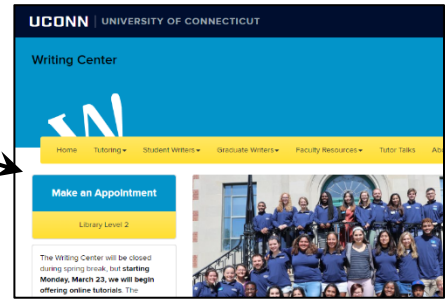 UCONN | UNIVERSITY OF CONNECTICUT
Writing Center
W
Home Tutoring Student Writers Graduate Writers Faculty Resources Tutor Talks Abo
Make an Appointment
Library Level 2
The Writing Center will be closed
during spring break, but starting
Monday, March 23, we will begin
offering online tutorials. The